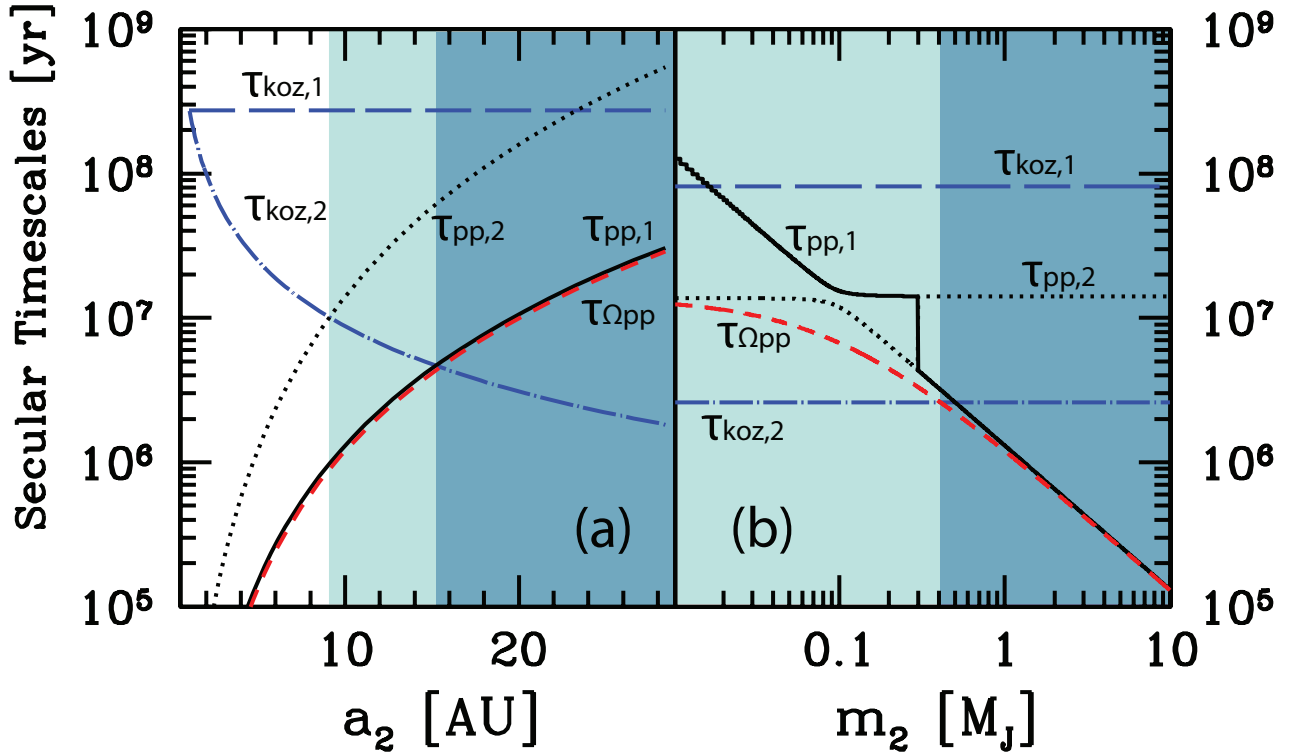 Secular Timescales [yr]
10⁹
10⁸
10⁷
10⁶
10⁵
τkoz,1
τkoz,2
τpp,2
τpp,1
τΩpp
(a)
10
20
a₂ [AU]
τkoz,1
τpp,1
τpp,2
τΩpp
τkoz,2
(b)
0.1
1
10
m₂ [MJ]
10⁹
10⁸
10⁷
10⁶
10⁵